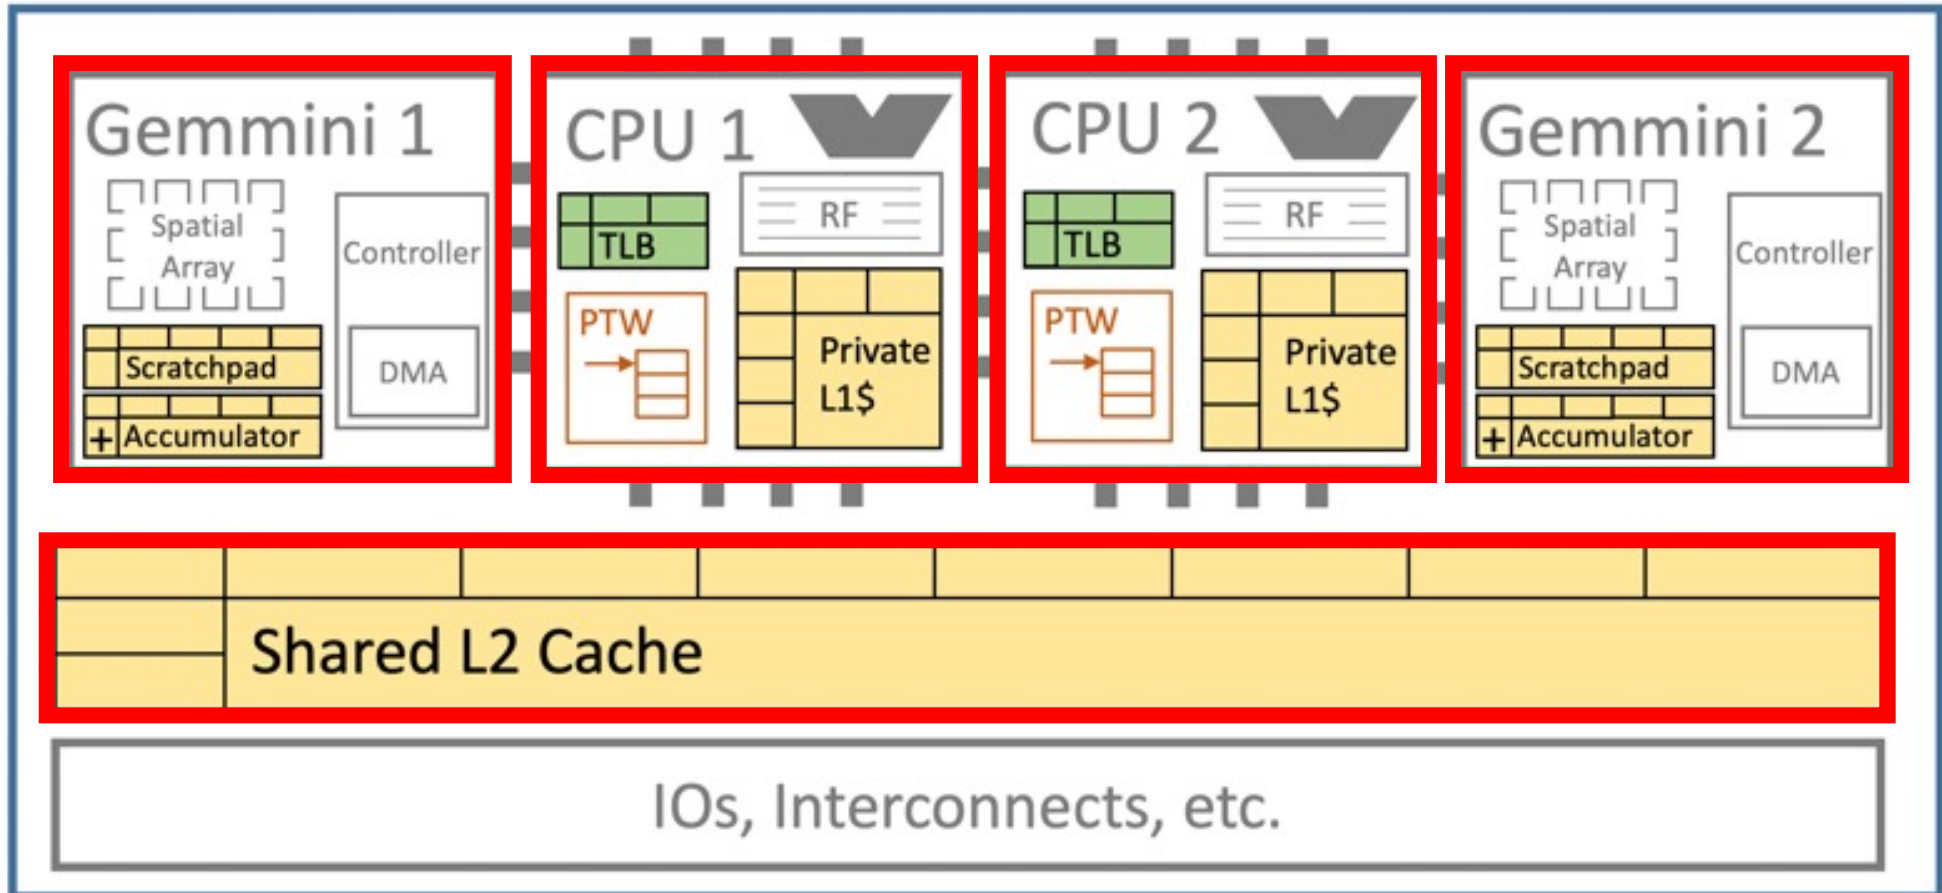 Gemmini 1
Spatial
Array
Controller
DMA
Scratchpad
+ Accumulator
CPU 1
TLB
RF
PTW
Private
L1$
CPU 2
TLB
RF
PTW
Private
L1$
Gemmini 2
Spatial
Array
Controller
DMA
Scratchpad
+ Accumulator
Shared L2 Cache
IOs, Interconnects, etc.